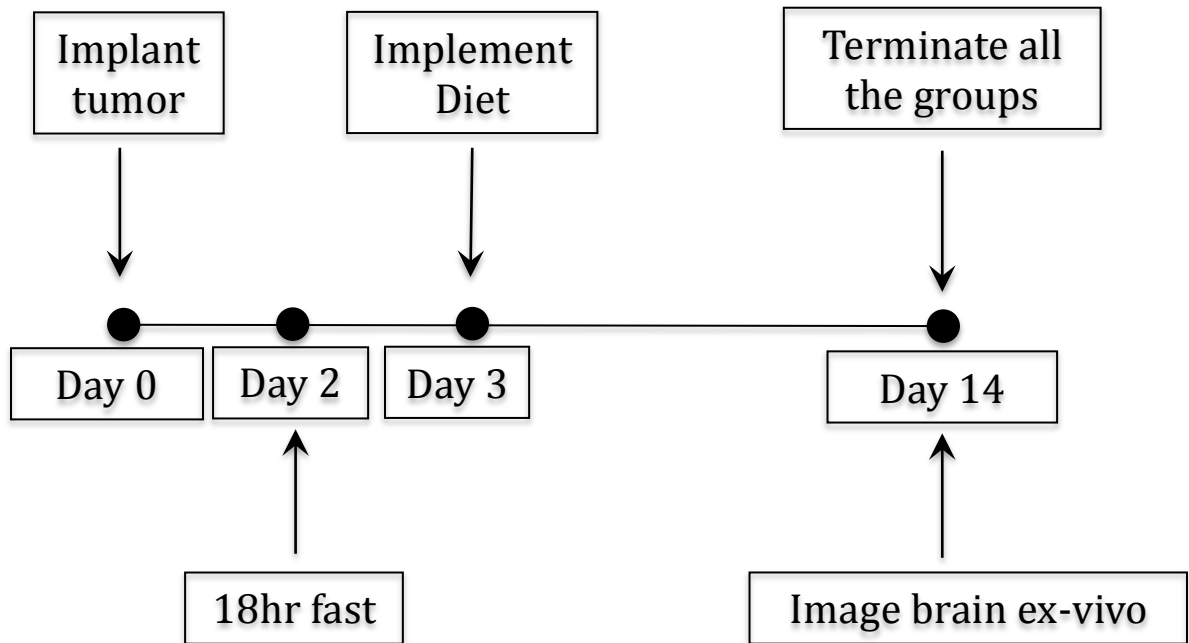 Implant
tumor
Implement
Diet
Terminate all
the groups
Day 0
Day 2
Day 3
Day 14
18hr fast
Image brain ex-vivo